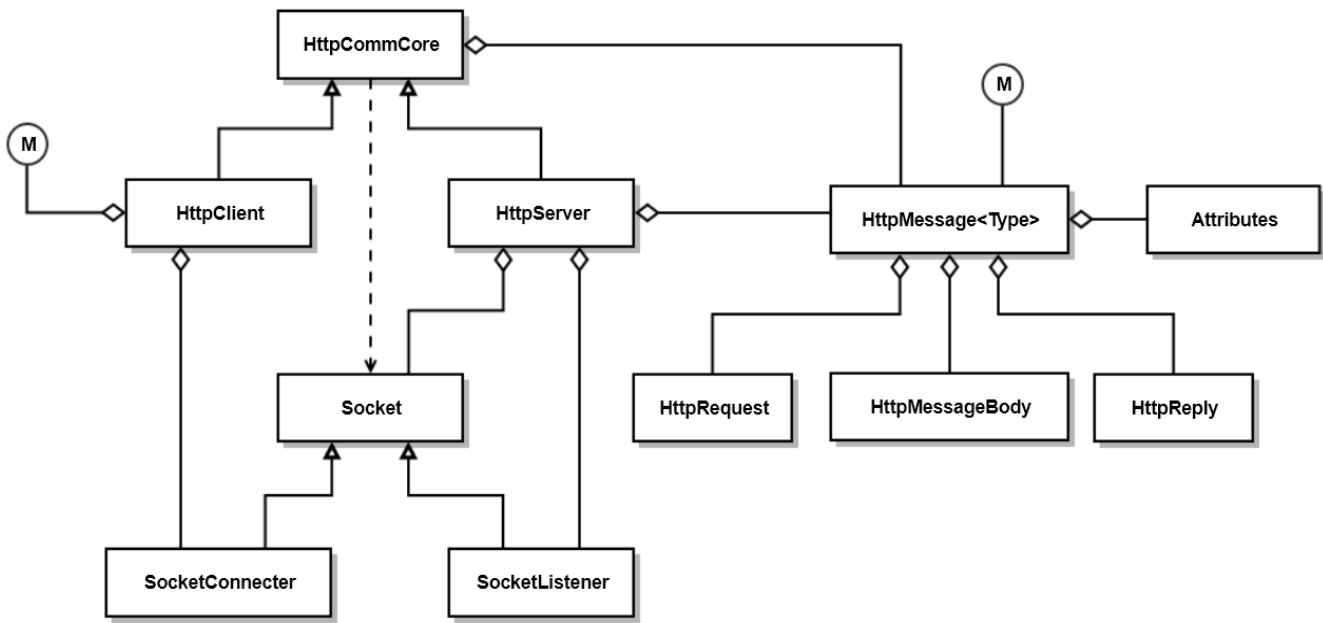 HttpCommCore
M
M
HttpClient
HttpServer
HttpMessage<Type>
Attributes
Socket
HttpRequest
HttpMessageBody
HttpReply
SocketConnecter
SocketListener